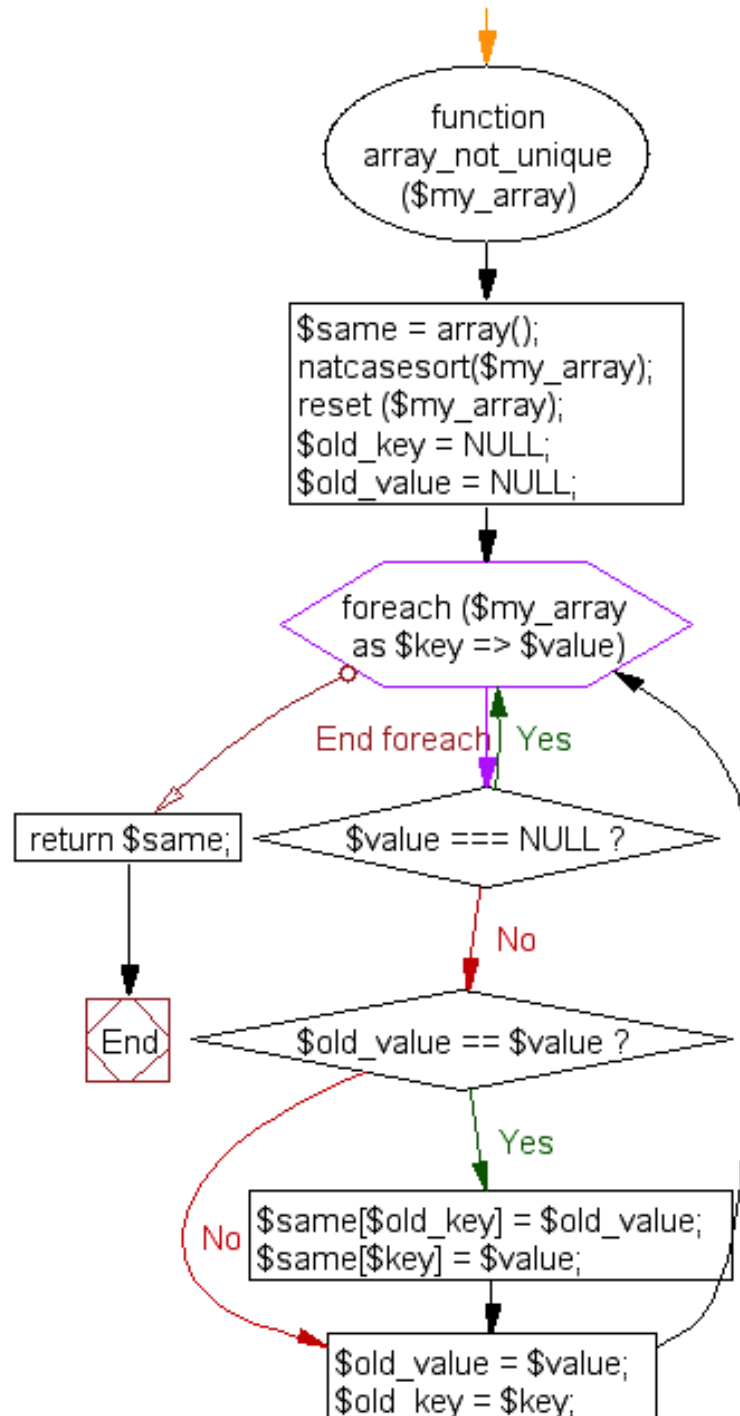 function
array_not_unique
($my_array)
$same = array();
natcasesort($my_array);
reset ($my_array);
$old_key = NULL;
$old_value = NULL;
foreach ($my_array
as $key => $value)
End foreach
Yes
return $same;
$value === NULL ?
No
End
$old_value == $value ?
Yes
No
$same[$old_key] = $old_value;
$same[$key] = $value;
$old_value = $value;
$old_key = $key;